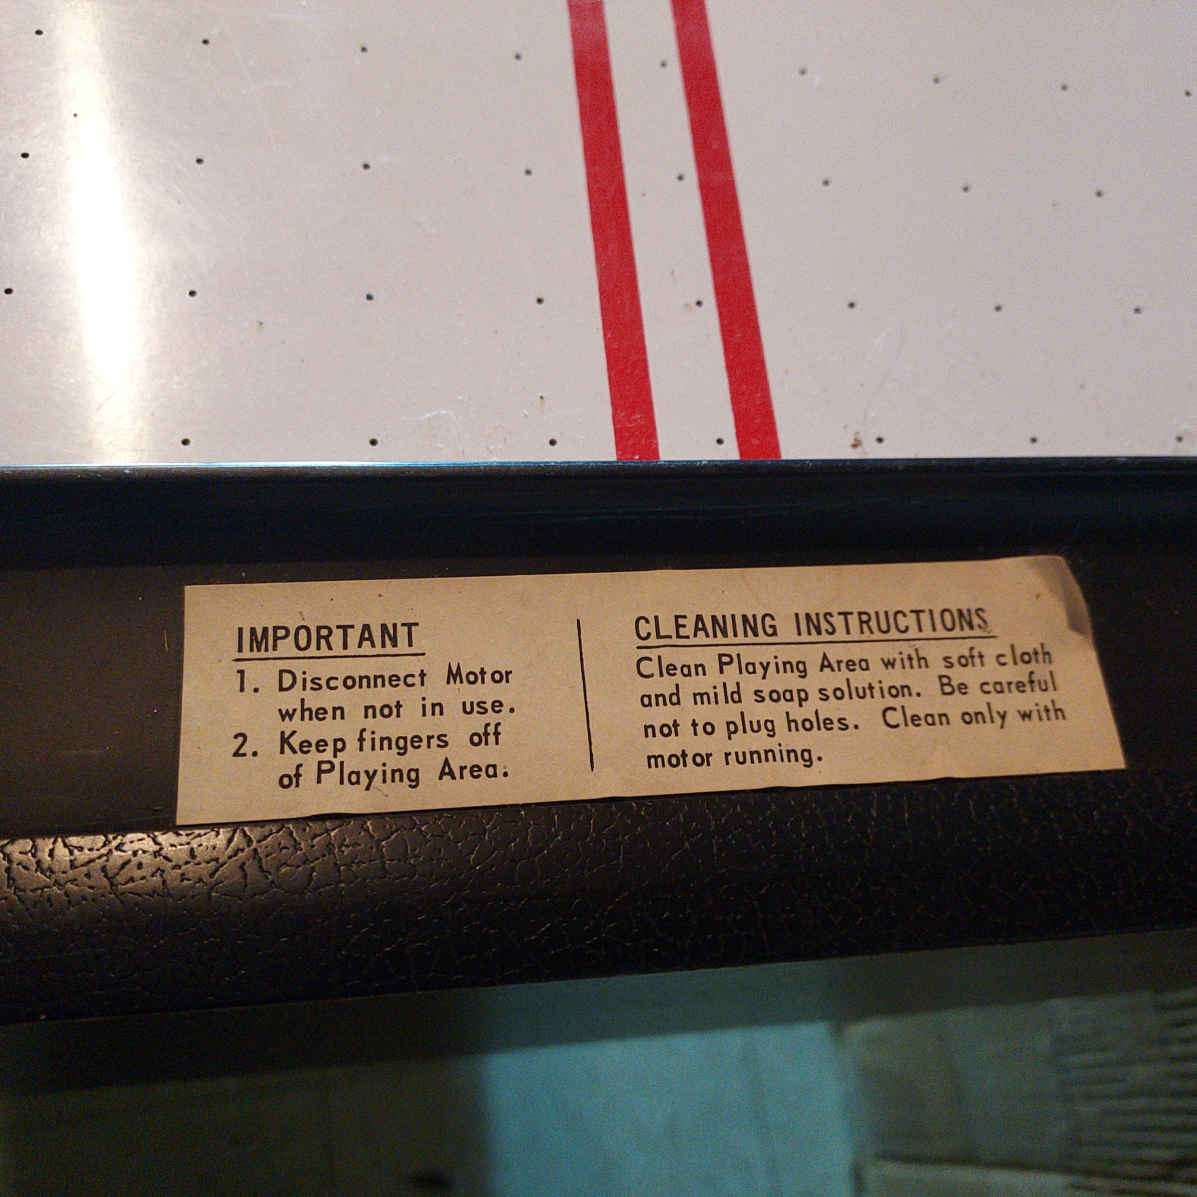 IMPORTANT
1. Disconnect Motor
when not in use.
2. Keep fingers off
of Playing Area.
CLEANING INSTRUCTIONS
Clean Playing Area with soft cloth
and mild soap solution. Be careful
not to plug holes. Clean only with
motor running.